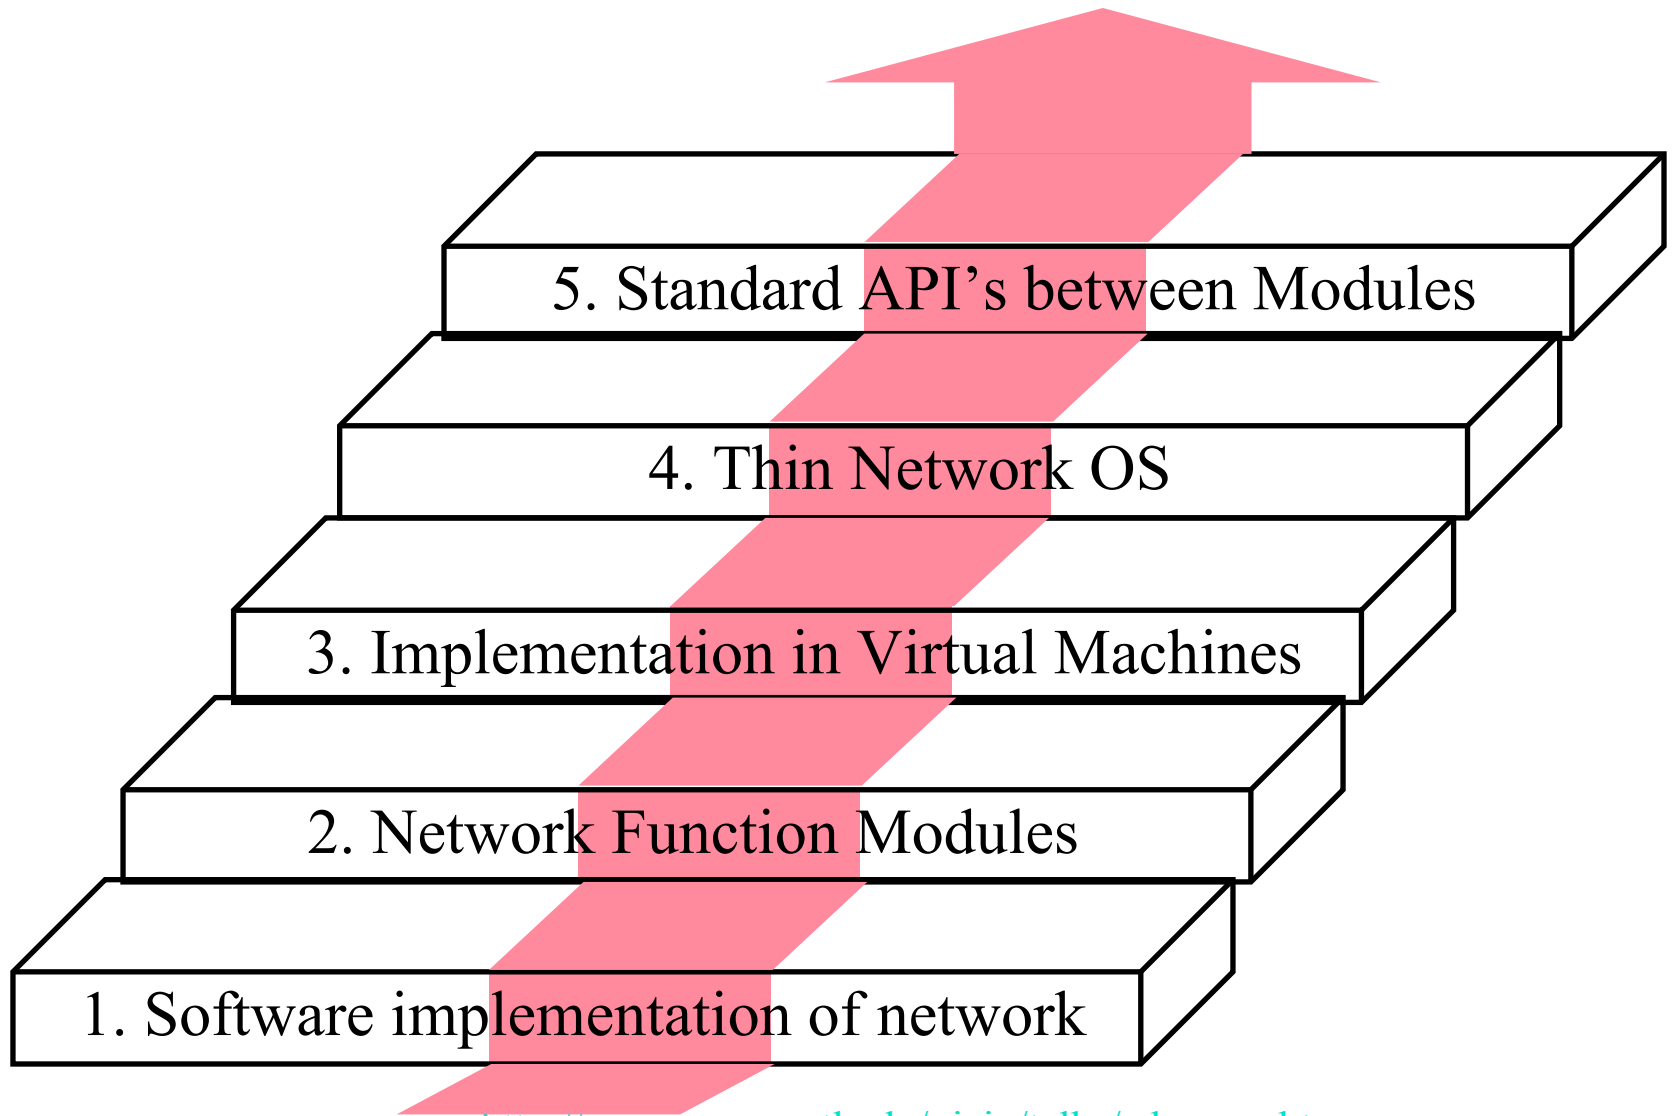 5. Standard API’s between Modules
4. Thin Network OS
3. Implementation in Virtual Machines
2. Network Function Modules
1. Software implementation of network